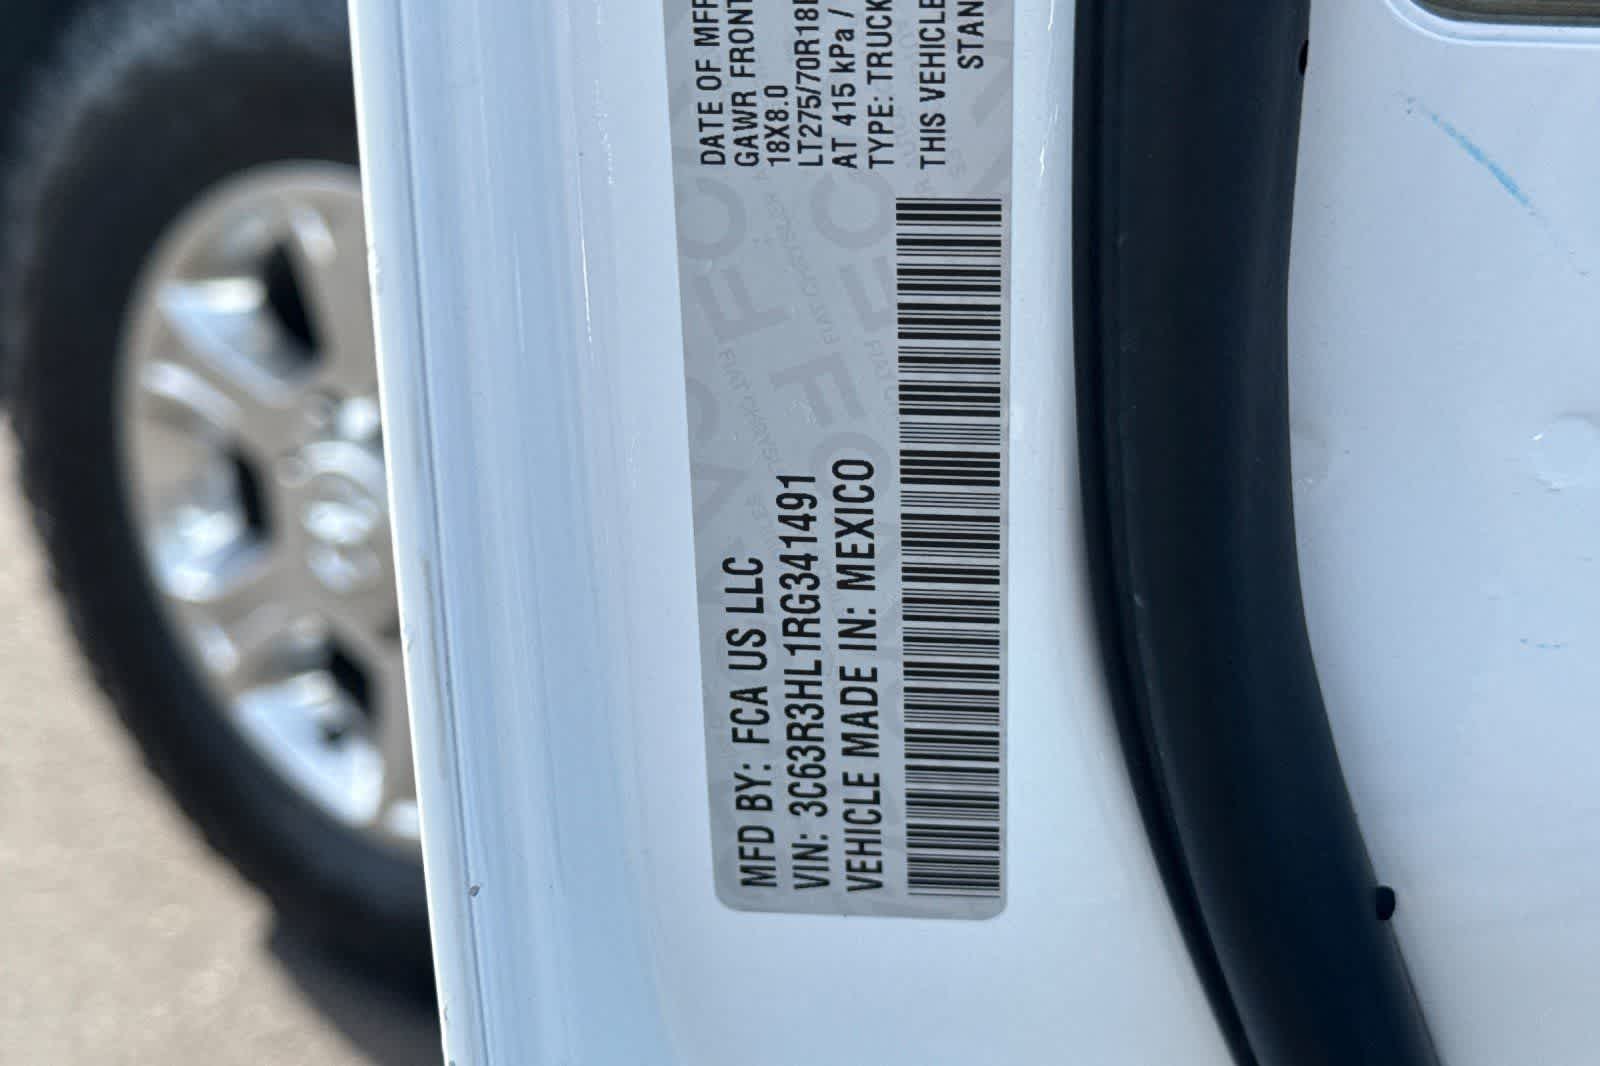 MFD BY: FCA US LLC
DATE OF MFR
VIN: 3C63R3HL1RG341491
GAWR FRONT
VEHICLE MADE IN: MEXICO
18X8.0
LT275/70R18
AT 415 kPa /
TYPE: TRUCK
THIS VEHICLE
STAN